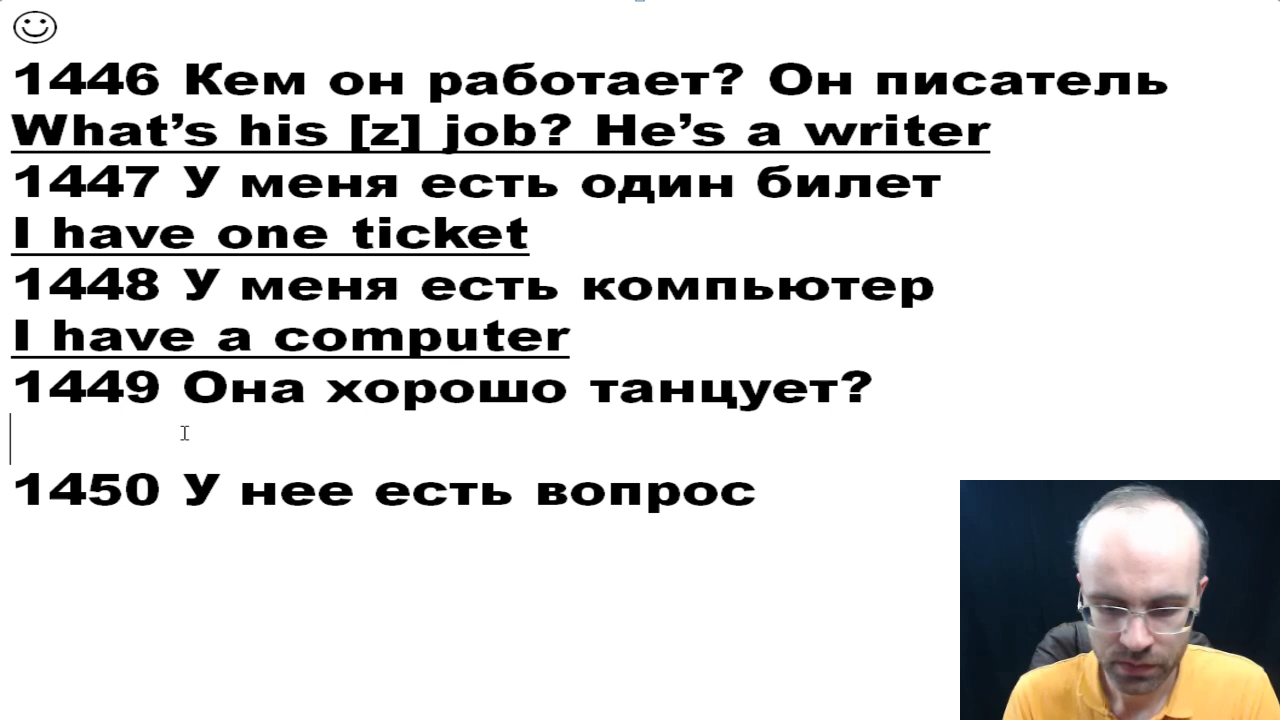 1446 Кем он работает? Он писатель
What’s his [z] job? He’s a writer
1447 У меня есть один билет
I have one ticket
1448 У меня есть компьютер
I have a computer
1449 Она хорошо танцует?
1450 У нее есть вопрос